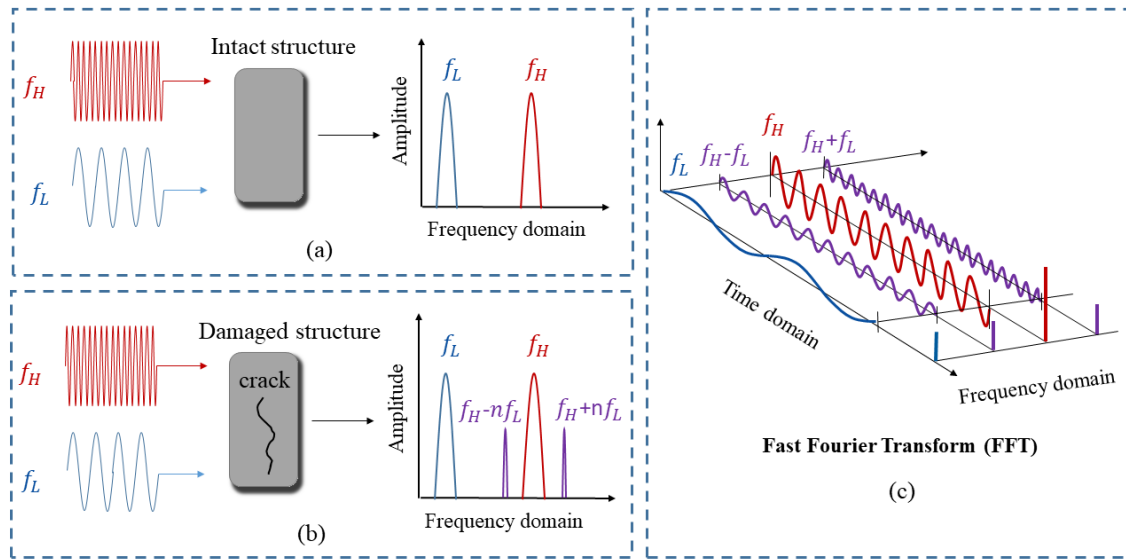 Intact structure
f_H
f_L
Amplitude
f_L
f_H
Frequency domain
(a)
Damaged structure
crack
f_H
f_L
Amplitude
f_L
f_H
f_H-nf_L
f_H+nf_L
Frequency domain
(b)
f_L
f_H-f_L
f_H
f_H+f_L
Time domain
Frequency domain
Fast Fourier Transform (FFT)
(c)